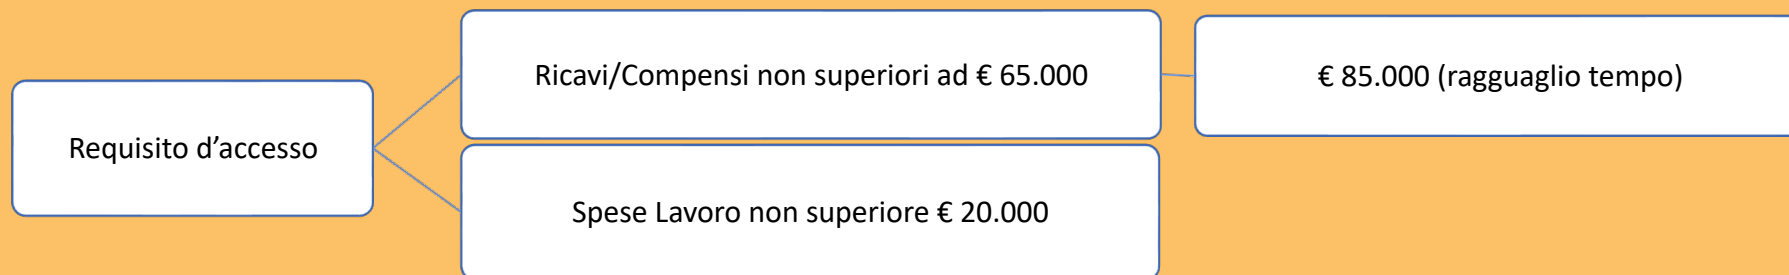 Requisito d’accesso
Ricavi/Compensi non superiori ad € 65.000
€ 85.000 (ragguaglio tempo)
Spese Lavoro non superiore € 20.000